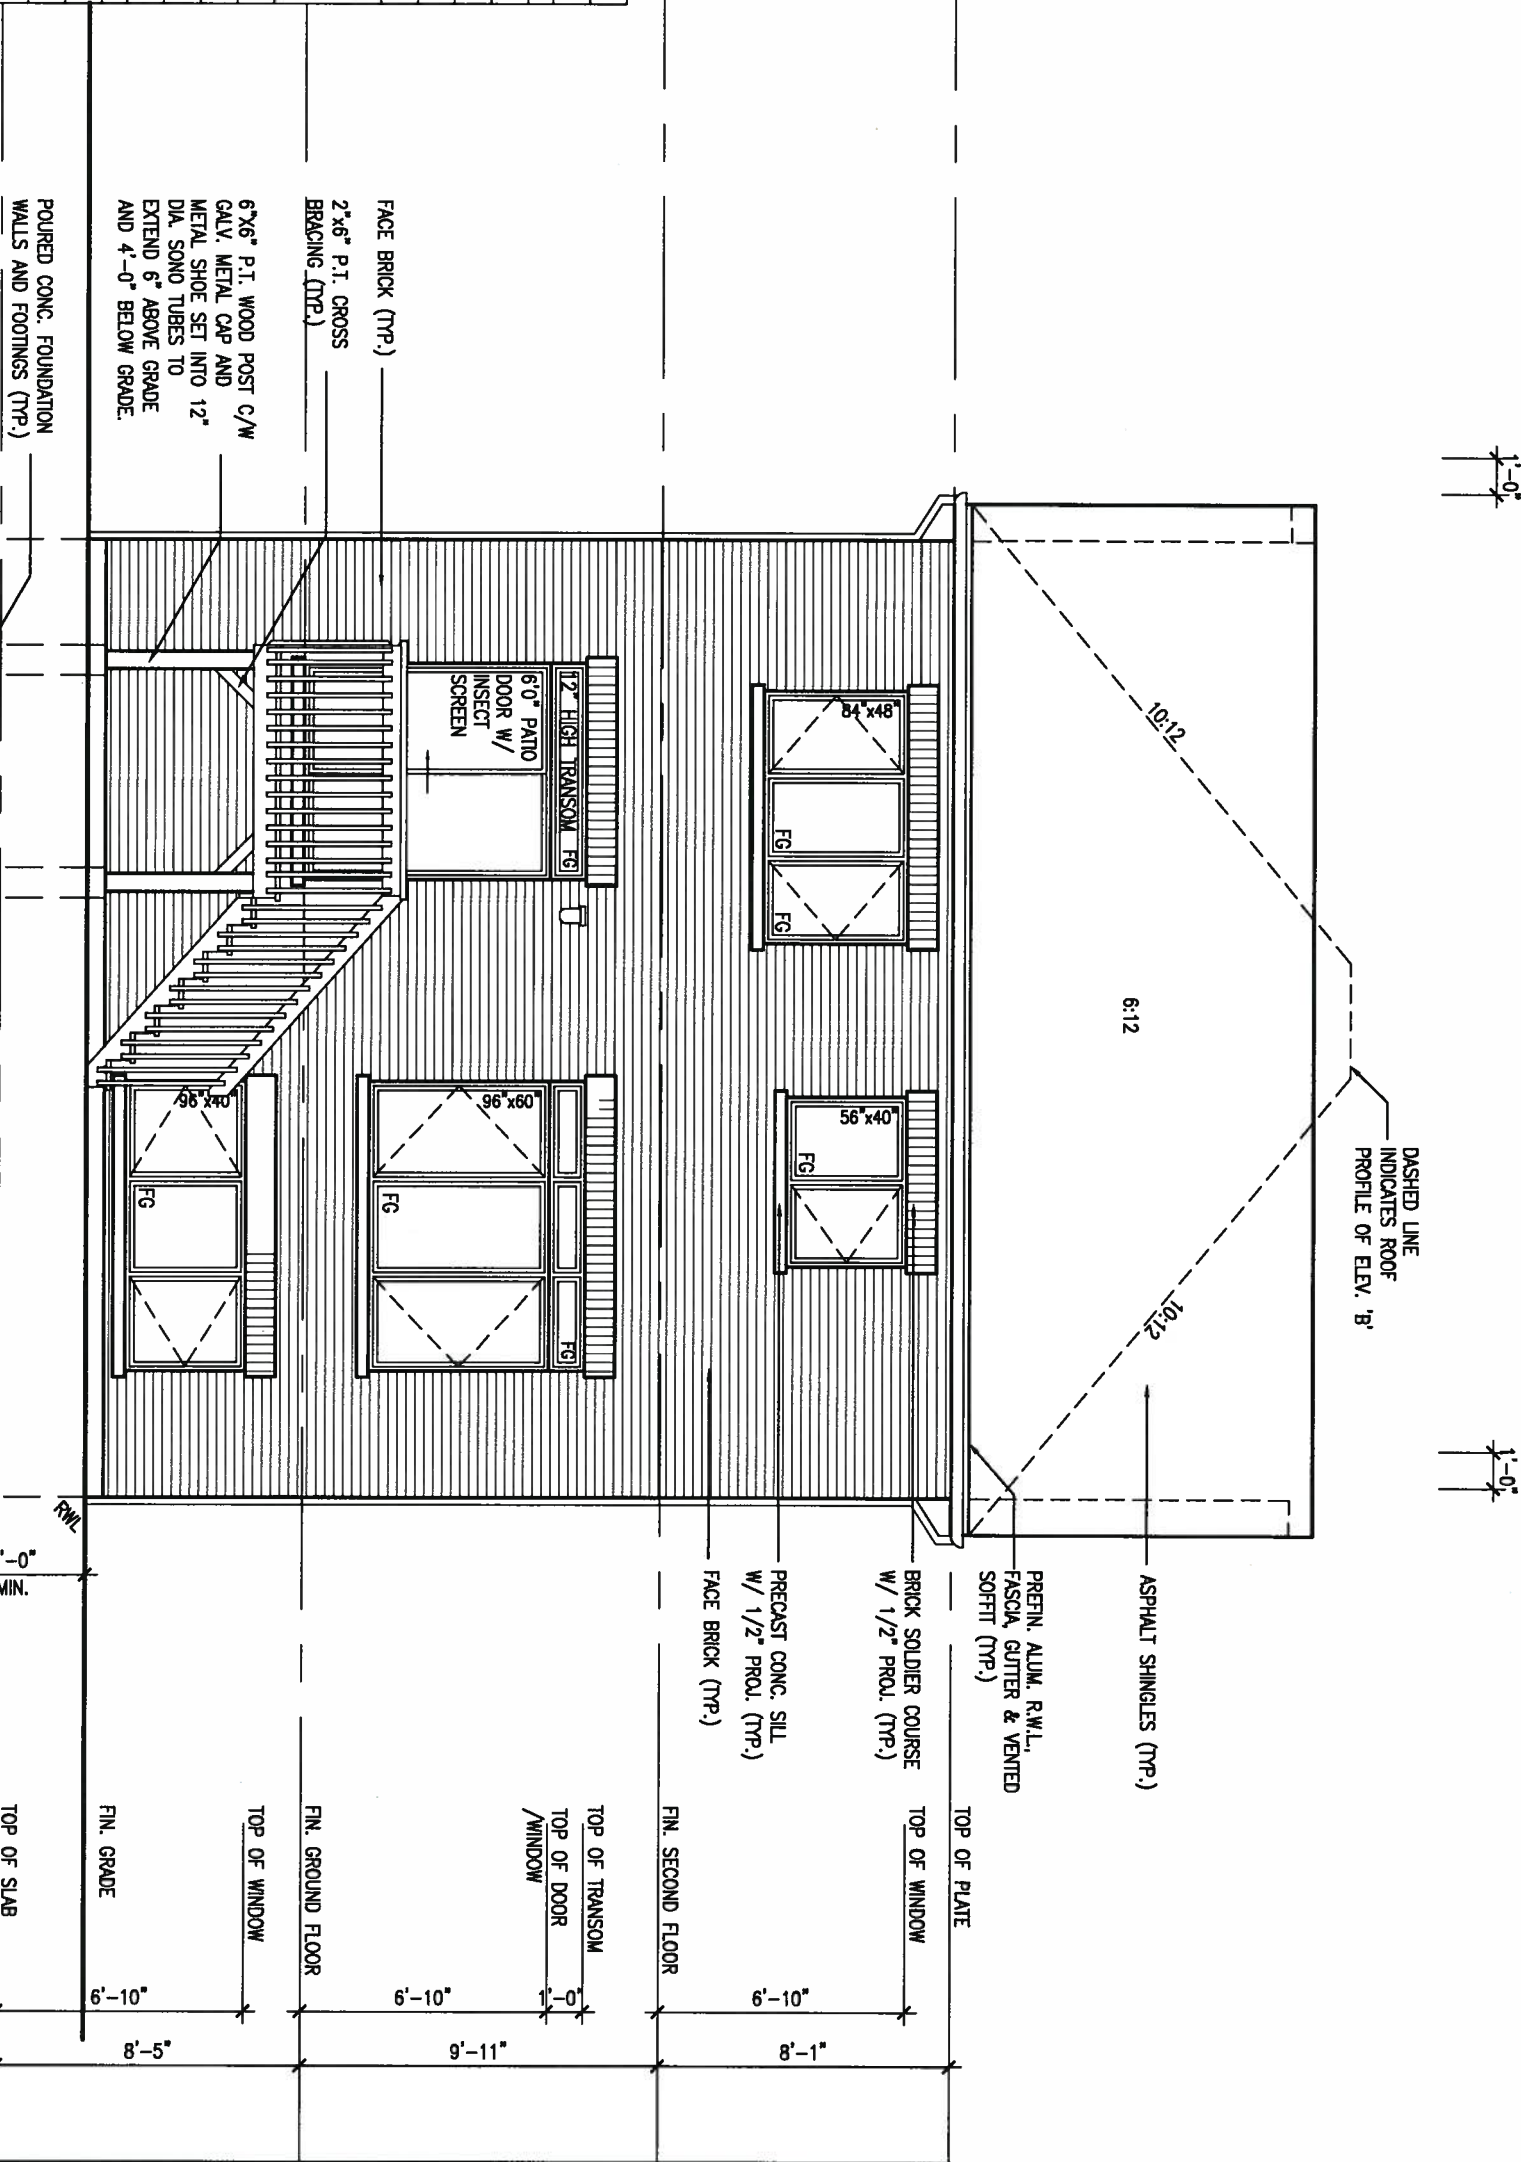 1'-0"
1'-0"
DASHED LINE
INDICATES ROOF
PROFILE OF ELEV. 'B'
10:12
10:12
6:12
ASPHALT SHINGLES (TYP.)
PREFIN. ALUM. R.W.L.,
FASCIA, GUTTER & VENTED
SOFFIT (TYP.)
BRICK SOLDIER COURSE
W/ 1/2" PROJ. (TYP.)
PRECAST CONC. SILL
W/ 1/2" PROJ. (TYP.)
FACE BRICK (TYP.)
84"x48"
FG
FG
56"x40"
FG
FACE BRICK (TYP.)
2"x6" P.T. CROSS
BRACING (TYP.)
6"X6" P.T. WOOD POST C/W
GALV. METAL CAP AND
METAL SHOE SET INTO 12"
DIA. SONO TUBES TO
EXTEND 6" ABOVE GRADE
AND 4'-0" BELOW GRADE.
POURED CONC. FOUNDATION
WALLS AND FOOTINGS (TYP.)
12" HIGH TRANSOM FG
6'0" PATIO
DOOR W/
INSECT
SCREEN
96"x60"
FG
FG
96"x40"
FG
RWL
'-0"
MIN.
TOP OF PLATE
TOP OF WINDOW
FIN. SECOND FLOOR
TOP OF TRANSOM
TOP OF DOOR
/WINDOW
FIN. GROUND FLOOR
TOP OF WINDOW
FIN. GRADE
TOP OF SLAB
6'-10"
1'-0"
6'-10"
6'-10"
8'-1"
9'-11"
8'-5"